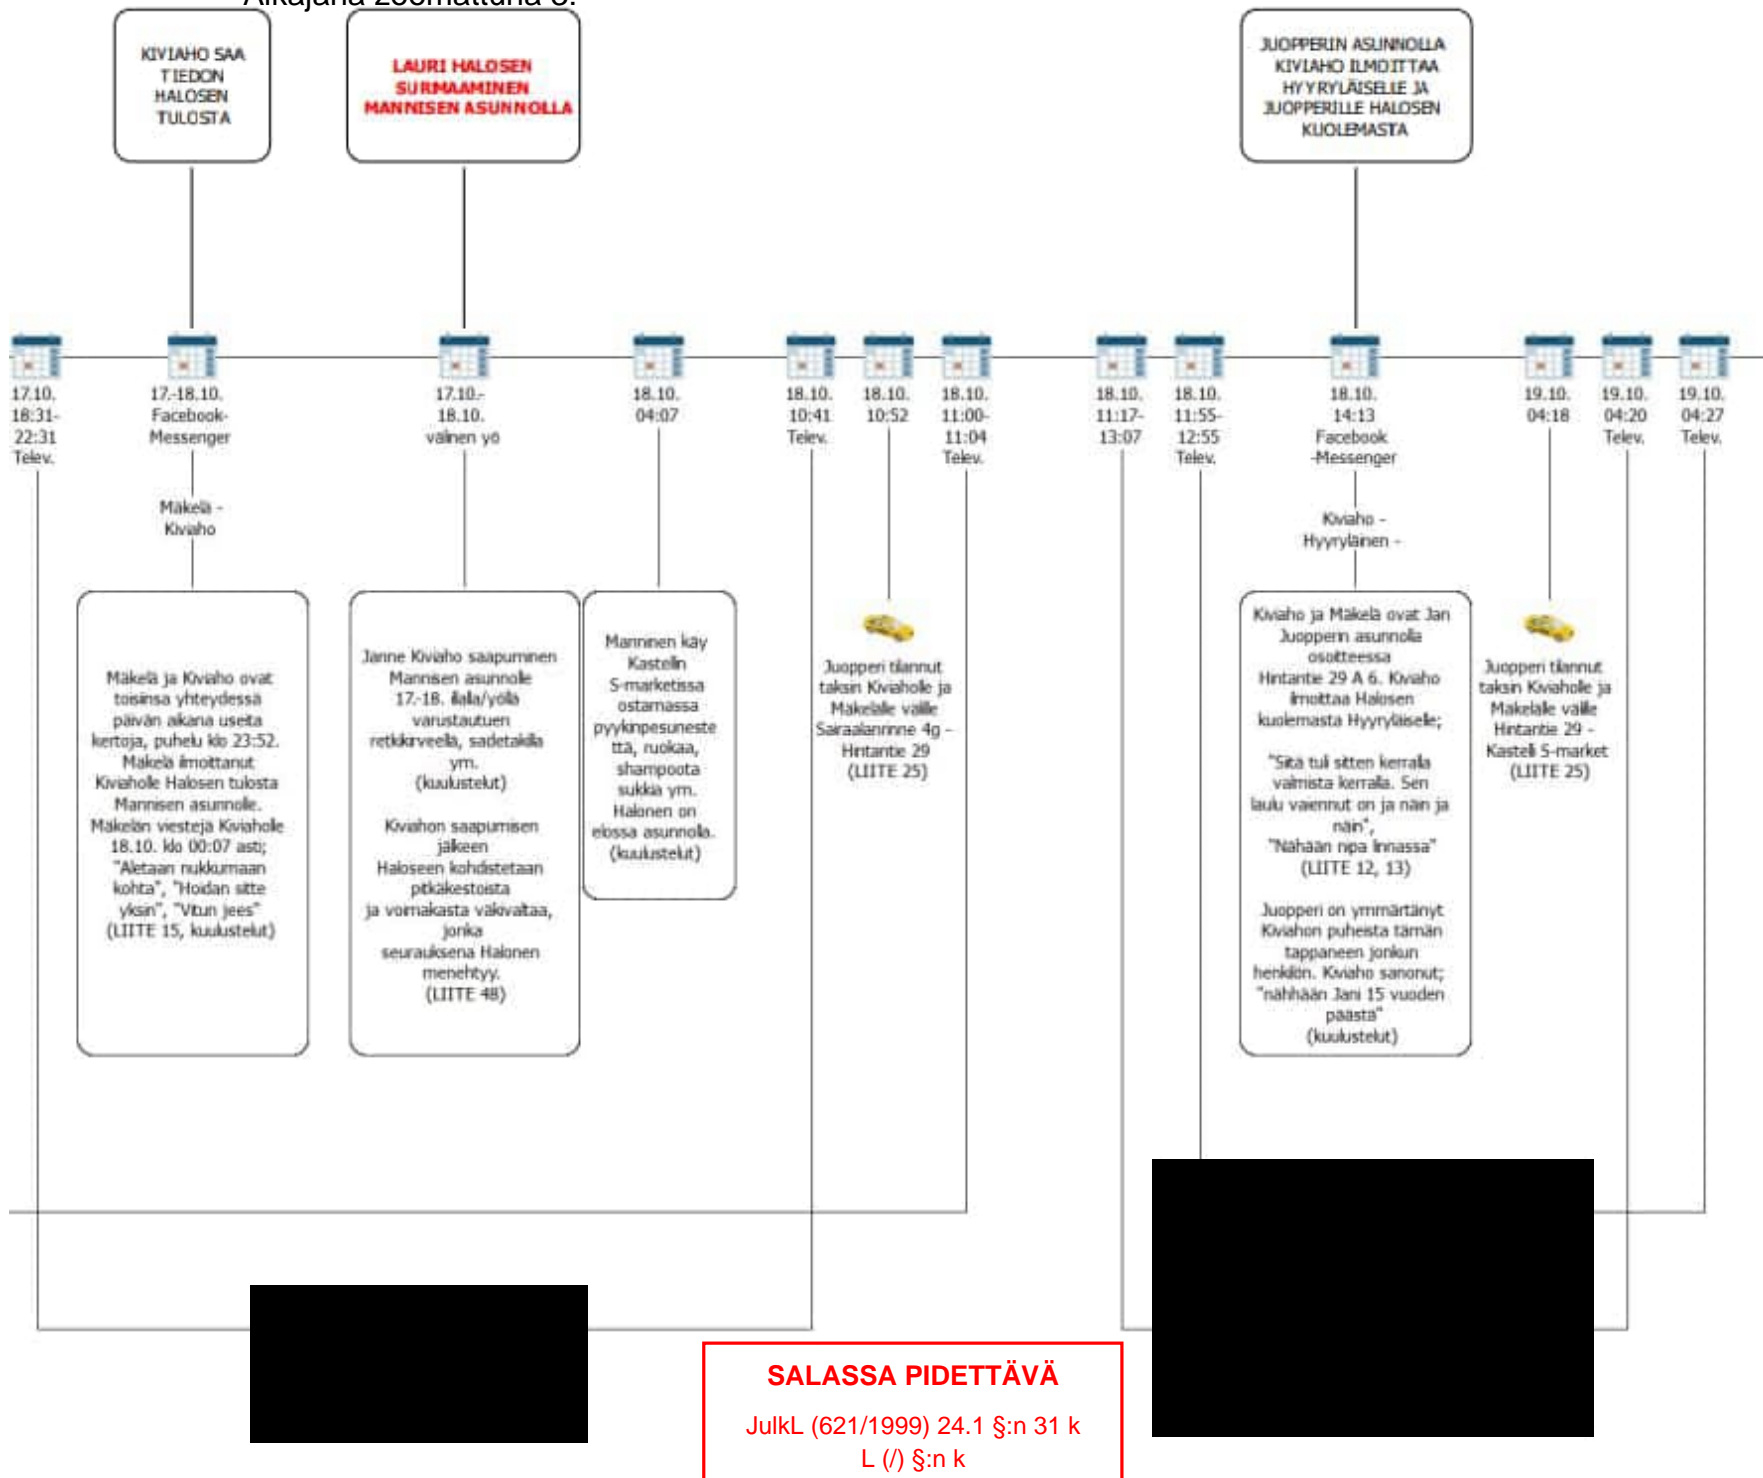 Aikajana zoomattuna 3.
KIVIAHO SAA
TIEDON
HALOSEN
TULOSTA
LAURI HALOSEN
SURMAAMINEN
MANNISEN ASUNNOLLA
JUOPPERIN ASUNNOLLA
KIVIAHO ILMOITTAA
HYYRYLÄISELLE JA
JUOPPERILLE HALOSEN
KUOLEMASTA
17.10.
18:31-
22:31
Telev.
17.-18.10.
Facebook-
Messenger
17.10.-
18.10.
välinen yö
18.10.
04:07
18.10.
10:41
Telev.
18.10.
10:52
18.10.
11:00-
11:04
Telev.
18.10.
11:17-
13:07
18.10.
11:55-
12:55
Telev.
18.10.
14:13
Facebook
-Messenger
19.10.
04:18
19.10.
04:20
Telev.
19.10.
04:27
Telev.
Mäkelä -
Kiviaho
Kiviaho -
Hyyryläinen -
Mäkelä ja Kiviaho ovat
toisiinsa yhteydessä
päivän aikana useita
kertoja, puhelu klo 23:52.
Mäkelä ilmoittanut
Kiviaholle Halosen tulosta
Mannisen asunnolle.
Mäkelän viestejä Kiviaholle
18.10. klo 00:07 asti;
"Aletaan nukkumaan
kohta", "Hoidan sitte
yksin", "Vitun jees"
(LIITE 15, kuulustelut)
Janne Kiviaho saapuminen
Mannisen asunnolle
17.-18. illala/yöllä
varustautuen
retkikirveellä, sadetakilla
ym.
(kuulustelut)
Kiviahon saapumisen
jälkeen
Haloseen kohdistetaan
pitkäkestoista
ja voimakasta väkivaltaa,
jonka
seurauksena Halonen
menehtyy.
(LIITE 48)
Manninen käy
Kastellin
S-marketissa
ostamassa
pyykinpesuneste
ttä, ruokaa,
shampoota
sukkia ym.
Halonen on
elossa asunnolla.
(kuulustelut)
Juopperi tilannut
taksin Kiviaholle ja
Mäkelälle välille
Sairaalanrinne 4g -
Hintantie 29
(LIITE 25)
Kiviaho ja Mäkelä ovat Jan
Juopperin asunnolla
osoitteessa
Hintantie 29 A 6. Kiviaho
ilmoittaa Halosen
kuolemasta Hyyryläiselle;
"Sitä tuli sitten kerralla
valmista kerralla. Sen
laulu vaiennut on ja näin ja
näin",
"Nähään ripa linnassa"
(LIITE 12, 13)
Juopperi on ymmärtänyt
Kiviahon puheista tämän
tappaneen jonkun
henkilön. Kiviaho sanonut;
"nähhään Jani 15 vuoden
päästä"
(kuulustelut)
Juopperi tilannut
taksin Kiviaholle ja
Mäkelälle välille
Hintantie 29 -
Kastelli S-market
(LIITE 25)
SALASSA PIDETTÄVÄ
JulkL (621/1999) 24.1 §:n 31 k
L (/) §:n k